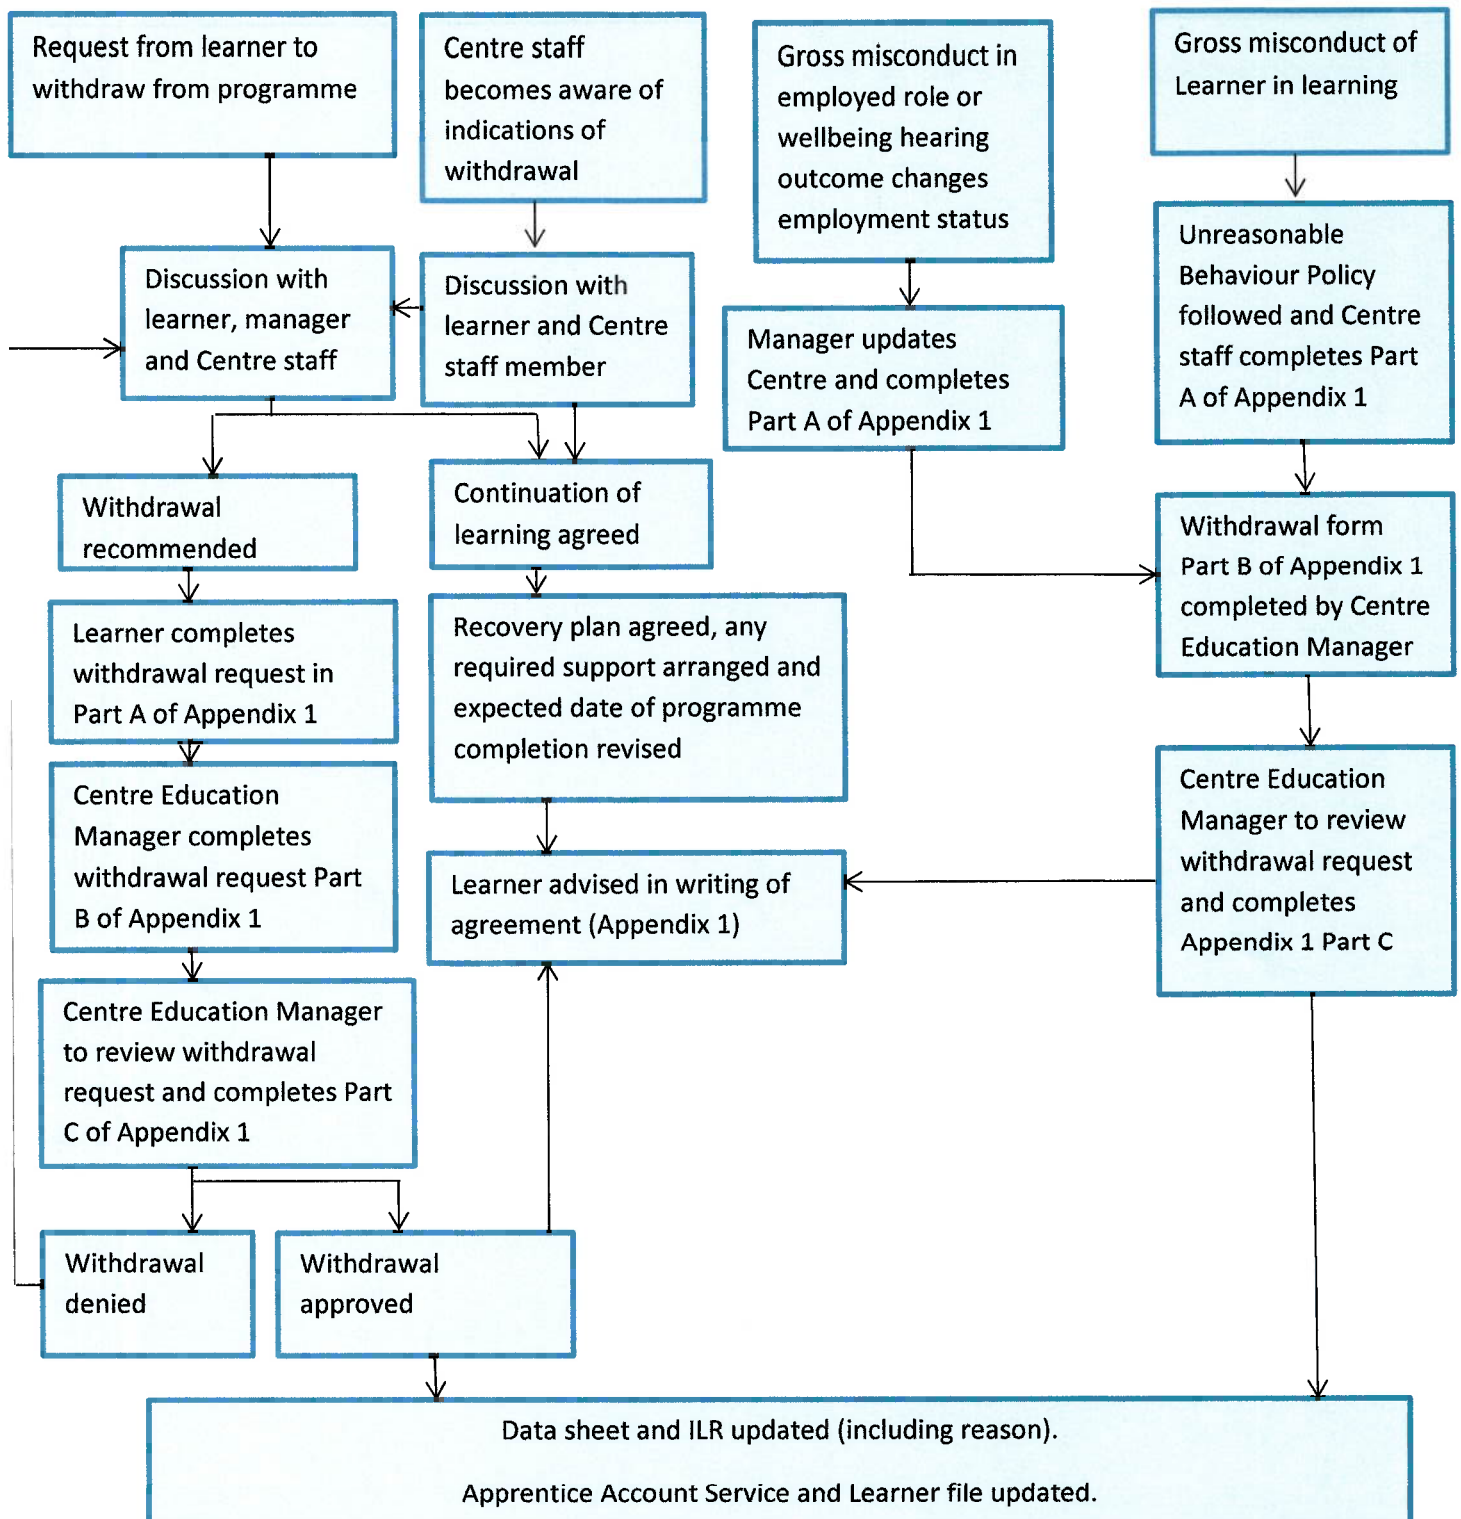 Request from learner to
withdraw from programme
Centre staff
becomes aware of
indications of
withdrawal
Gross misconduct in
employed role or
wellbeing hearing
outcome changes
employment status
Gross misconduct of
Learner in learning
Discussion with
learner, manager
and Centre staff
Discussion with
learner and Centre
staff member
Manager updates
Centre and completes
Part A of Appendix 1
Unreasonable
Behaviour Policy
followed and Centre
staff completes Part
A of Appendix 1
Withdrawal
recommended
Continuation of
learning agreed
Withdrawal form
Part B of Appendix 1
completed by Centre
Education Manager
Learner completes
withdrawal request in
Part A of Appendix 1
Recovery plan agreed, any
required support arranged and
expected date of programme
completion revised
Centre Education
Manager completes
withdrawal request Part
B of Appendix 1
Learner advised in writing of
agreement (Appendix 1)
Centre Education
Manager to review
withdrawal request
and completes
Appendix 1 Part C
Centre Education Manager
to review withdrawal
request and completes Part
C of Appendix 1
Withdrawal
denied
Withdrawal
approved
Data sheet and ILR updated (including reason).
Apprentice Account Service and Learner file updated.